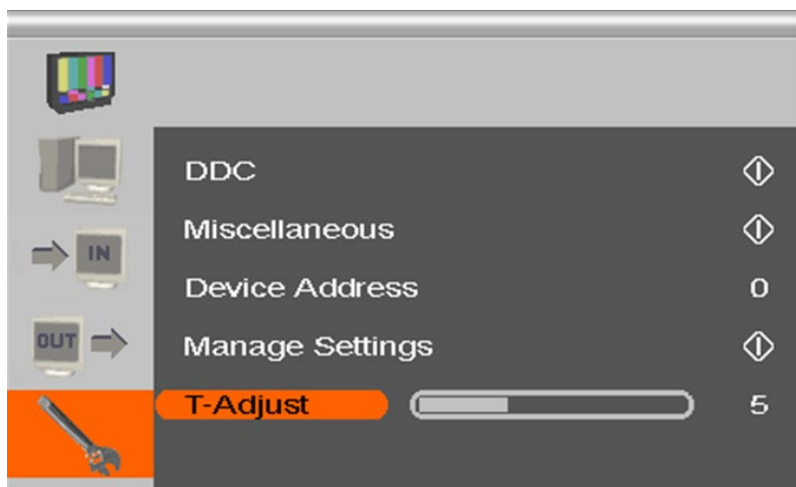 DDC
Miscellaneous
IN
Device Address 0
OUT
Manage Settings
T-Adjust 5